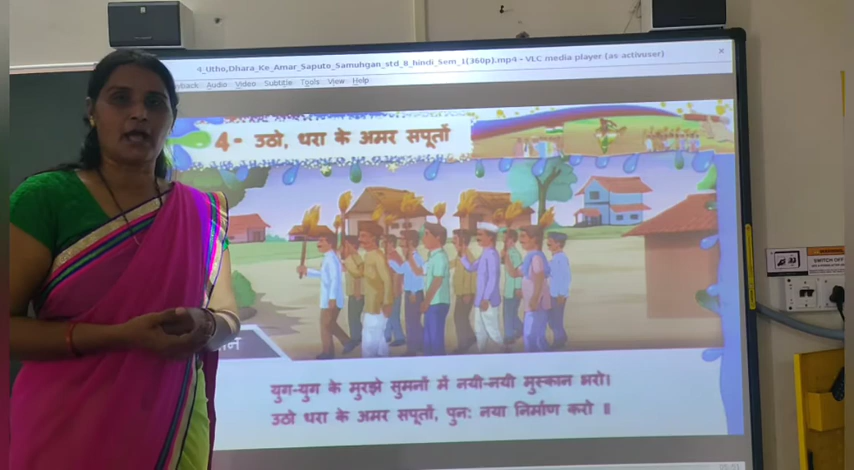 4_Utho,Dhara_Ke_Amar_Saputo_Samuhgan_std_8_hindi_Sem_1(360p).mp4 - VLC media player (as activuser)
Audio Video Subtitle Tools View Help
4- उठो, धरा के अमर सपूतों
युग-युग के मुरझे सुमनों में नयी-नयी मुस्कान भरो।
उठो धरा के अमर सपूतों, पुनः नया निर्माण करो ॥
SWITCH OFF